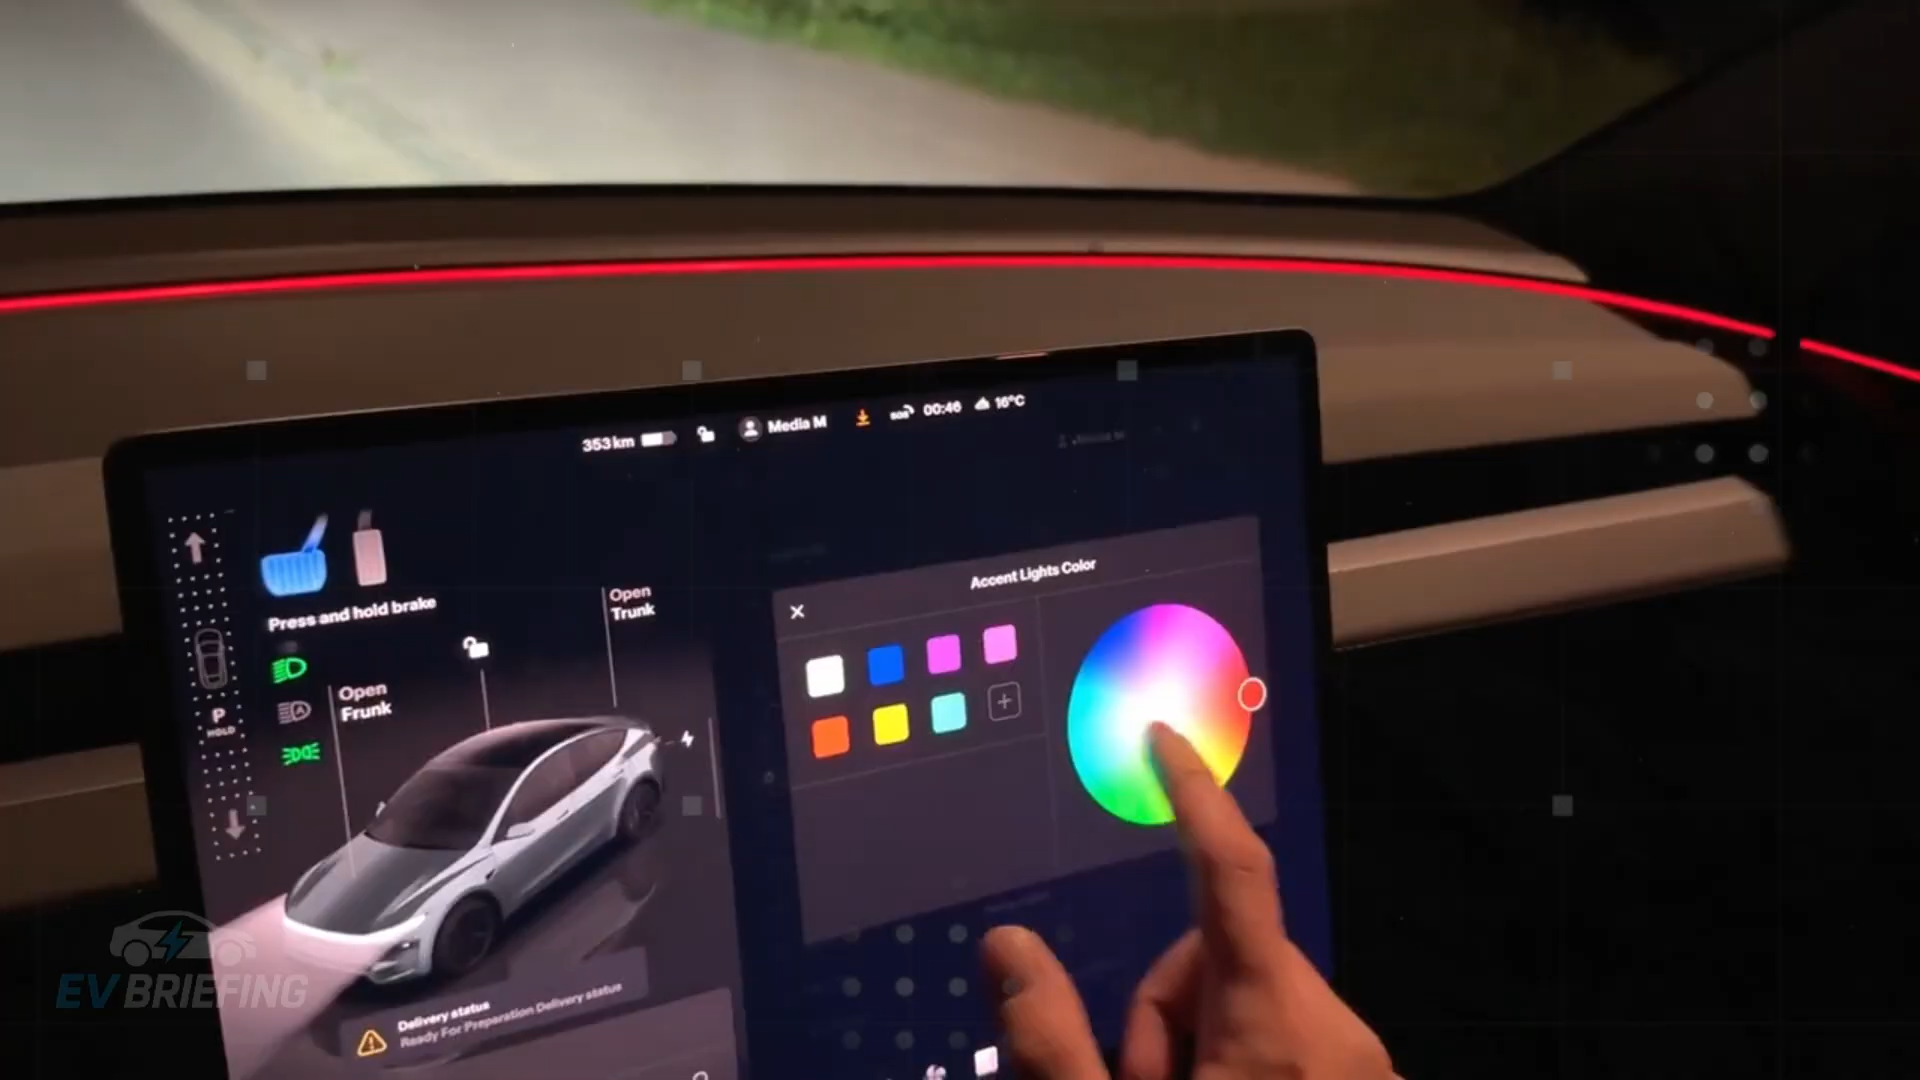 353 km
Media M
SOS
00:46
16°C
Press and hold brake
Open
Trunk
Open
Frunk
P
HOLD
A
Accent Lights Color
Delivery status
Ready For Preparation Delivery status
EV BRIEFING